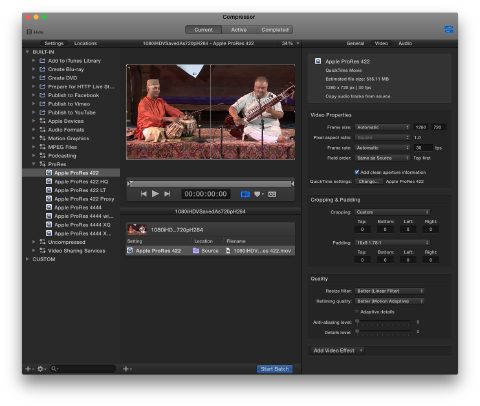 Compressor
Hide
Current Active Completed
Settings Locations
1080iHDVSavedAs720pH264 - Apple ProRes 422 34%
General Video Audio
BUILT-IN
Add to iTunes Library
Create Blu-ray
Create DVD
Prepare for HTTP Live St...
Publish to Facebook
Publish to Vimeo
Publish to YouTube
Apple Devices
Audio Formats
Motion Graphics
MPEG Files
Podcasting
ProRes
Apple ProRes 422
Apple ProRes 422 HQ
Apple ProRes 422 LT
Apple ProRes 422 Proxy
Apple ProRes 4444
Apple ProRes 4444 wi...
Apple ProRes 4444 XQ
Apple ProRes 4444 X...
Uncompressed
Video Sharing Services
CUSTOM
00:00:00:00
1080iHDVSavedAs720pH264
1080iHD...720pH264
Setting Location Filename
Apple ProRes 422 Source 1080iHDV...es 422.mov
Start Batch
Apple ProRes 422
QuickTime Movie
Estimated file size: 538.11 MB
1280 x 720 px | 30 fps
Copy audio tracks from source
Video Properties
Frame size: Automatic 1280 720
Pixel aspect ratio: Square 1.0
Frame rate: Automatic 30 fps
Field order: Same as Source Top first
Add clean aperture information
QuickTime settings: Change... Apple ProRes 422
Cropping & Padding
Cropping: Custom
Top: Bottom: Left: Right:
0 0 0 0
Padding: 16x9 1.78:1
Top: Bottom: Left: Right:
0 0 0 0
Quality
Resize filter: Better (Linear Filter)
Retiming quality: Better (Motion Adaptive)
Adaptive details
Anti-aliasing level: 0
Details level: 0
Add Video Effect